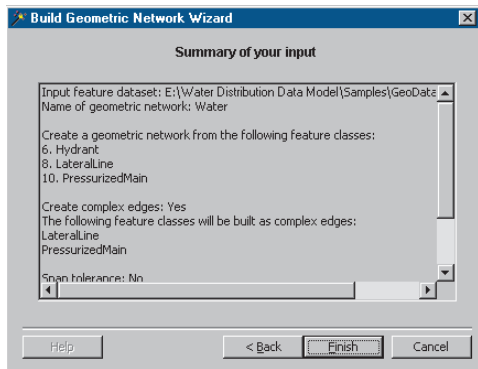 Build Geometric Network Wizard
Summary of your input
Input feature dataset: E:\Water Distribution Data Model\Samples\GeoData
Name of geometric network: Water
Create a geometric network from the following feature classes:
6. Hydrant
8. LateralLine
10. PressurizedMain
Create complex edges: Yes
The following feature classes will be built as complex edges:
LateralLine
PressurizedMain
Snap tolerance: No
Help
< Back
Finish
Cancel